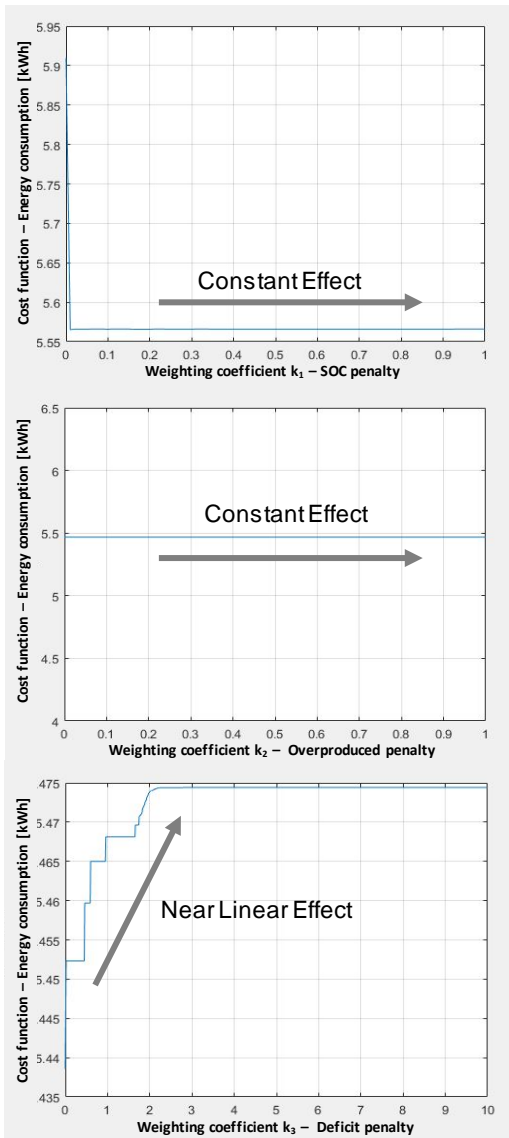 Cost function – Energy consumption [kWh]
5.95
5.9
5.85
5.8
5.75
5.7
5.65
5.6
5.55
Constant Effect
0 0.1 0.2 0.3 0.4 0.5 0.6 0.7 0.8 0.9 1
Weighting coefficient k₁ – SOC penalty
Cost function – Energy consumption [kWh]
6.5
6
5.5
5
4.5
4
Constant Effect
0 0.1 0.2 0.3 0.4 0.5 0.6 0.7 0.8 0.9 1
Weighting coefficient k₂ – Overproduced penalty
Cost function – Energy consumption [kWh]
.475
5.47
.465
5.46
.455
5.45
.445
5.44
.435
Near Linear Effect
0 1 2 3 4 5 6 7 8 9 10
Weighting coefficient k₃ – Deficit penalty